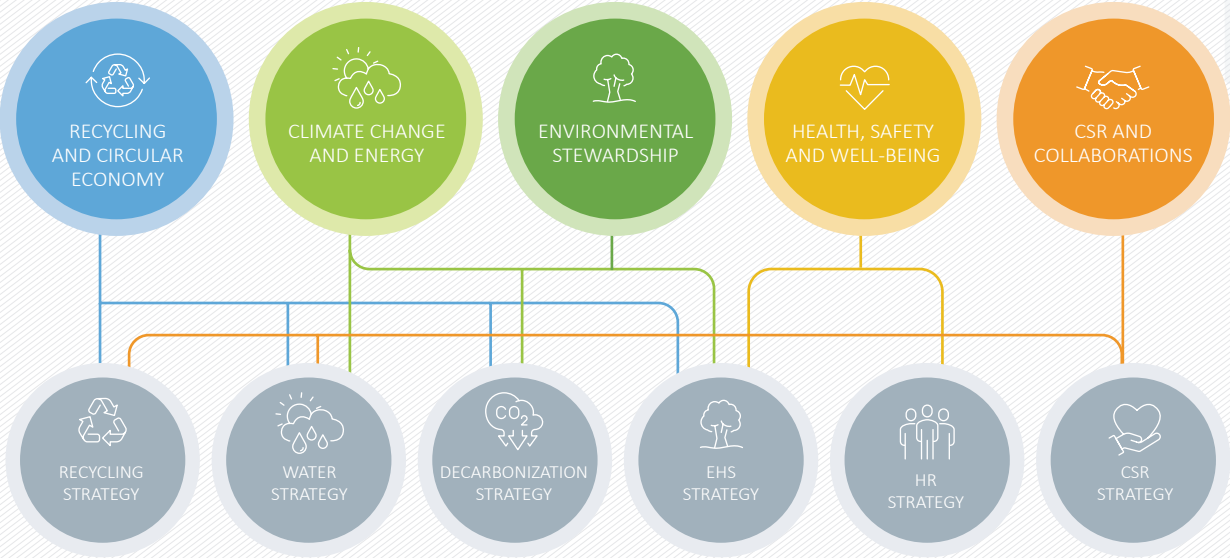 RECYCLING
AND CIRCULAR
ECONOMY
CLIMATE CHANGE
AND ENERGY
ENVIRONMENTAL
STEWARDSHIP
HEALTH, SAFETY
AND WELL-BEING
CSR AND
COLLABORATIONS
RECYCLING
STRATEGY
WATER
STRATEGY
CO2
DECARBONIZATION
STRATEGY
EHS
STRATEGY
HR
STRATEGY
CSR
STRATEGY